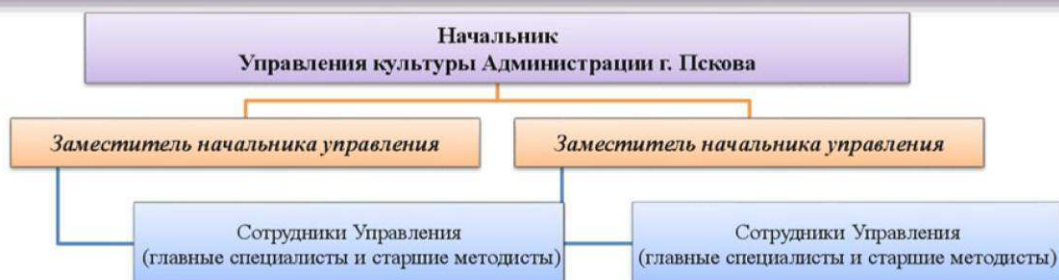 Начальник
Управления культуры Администрации г. Пскова
Заместитель начальника управления
Заместитель начальника управления
Сотрудники Управления
(главные специалисты и старшие методисты)
Сотрудники Управления
(главные специалисты и старшие методисты)